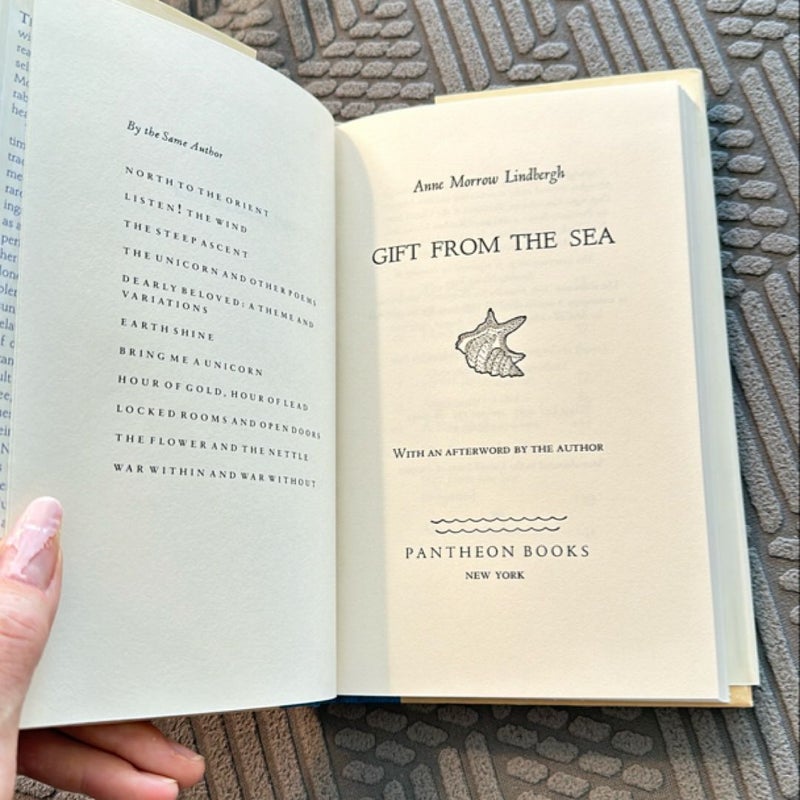 By the Same Author
NORTH TO THE ORIENT
LISTEN! THE WIND
THE STEEP ASCENT
THE UNICORN AND OTHER POEMS
DEARLY BELOVED: A THEME AND
VARIATIONS
EARTH SHINE
BRING ME A UNICORN
HOUR OF GOLD, HOUR OF LEAD
LOCKED ROOMS AND OPEN DOORS
THE FLOWER AND THE NETTLE
WAR WITHIN AND WAR WITHOUT
Anne Morrow Lindbergh
GIFT FROM THE SEA
WITH AN AFTERWORD BY THE AUTHOR
PANTHEON BOOKS
NEW YORK